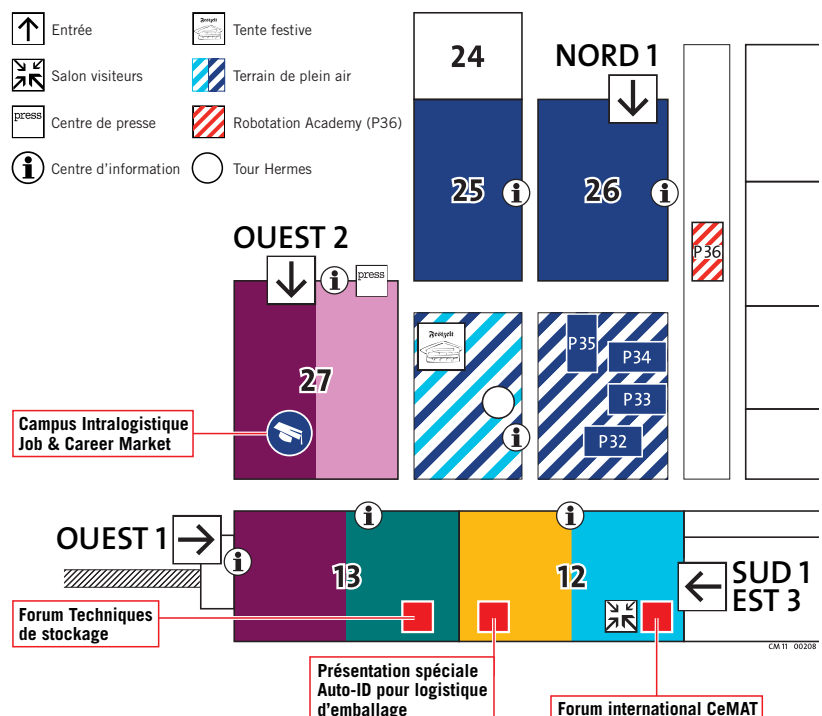 Entrée
Tente festive
Salon visiteurs
Terrain de plein air
press
Centre de presse
Robotation Academy (P36)
Centre d'information
Tour Hermes
Festzelt
24
NORD 1
25
26
P36
OUEST 2
press
27
Festzelt
P35
P34
P33
P32
Campus Intralogistique
Job & Career Market
OUEST 1
13
12
SUD 1
EST 3
Forum Techniques
de stockage
CM 11 00208
Présentation spéciale
Auto-ID pour logistique
d'emballage
Forum international CeMAT